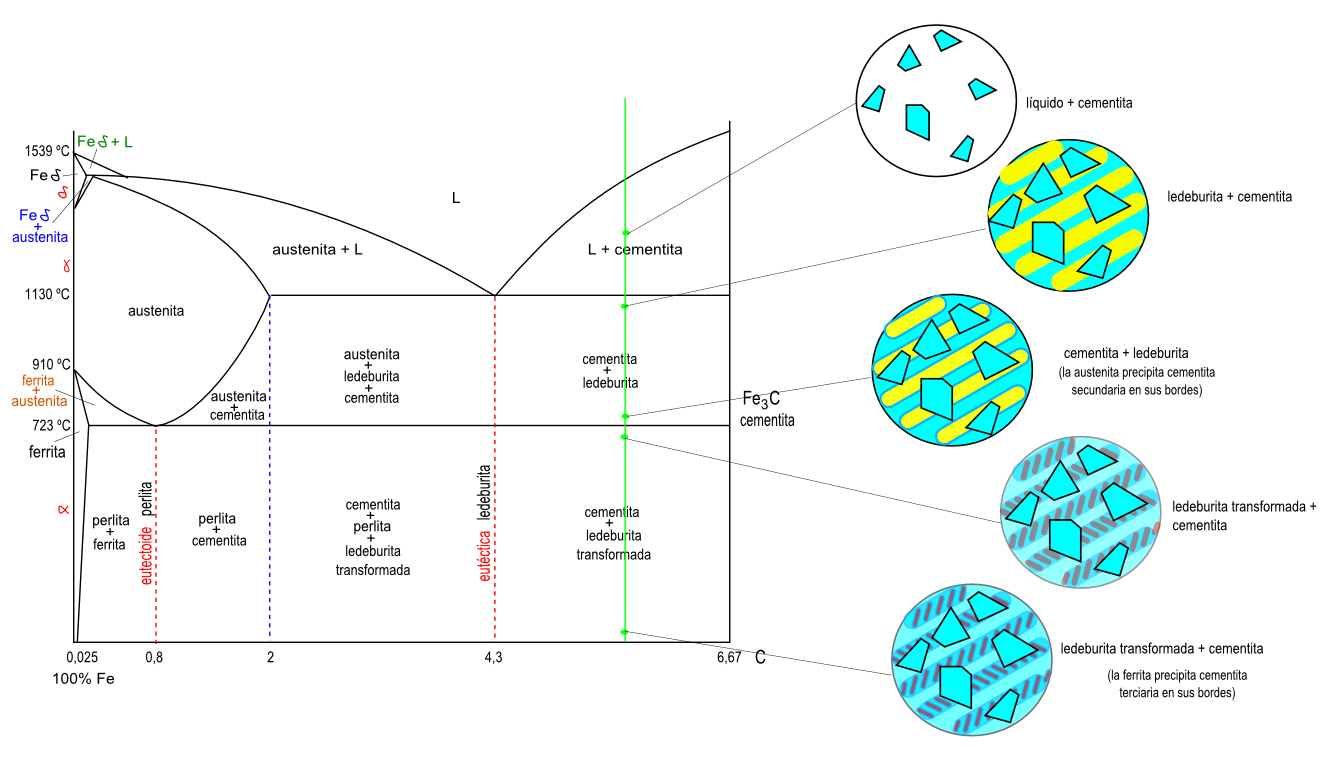 Fe δ + L
1539 ºC
Fe δ
δ
Fe δ
+
austenita
γ
1130 ºC
910 ºC
ferrita
+
austenita
723 ºC
ferrita
α
L
austenita + L
L + cementita
austenita
austenita
+
ledeburita
+
cementita
cementita
+
ledeburita
austenita
+
cementita
Fe3C
cementita
perlita
+
ferrita
eutectoide perlita
perlita
+
cementita
cementita
+
perlita
+
ledeburita
transformada
eutéctica ledeburita
cementita
+
ledeburita
transformada
0,025
0,8
2
4,3
6,67
C
100% Fe
líquido + cementita
ledeburita + cementita
cementita + ledeburita
(la austenita precipita cementita
secundaria en sus bordes)
ledeburita transformada +
cementita
ledeburita transformada + cementita
(la ferrita precipita cementita
terciaria en sus bordes)